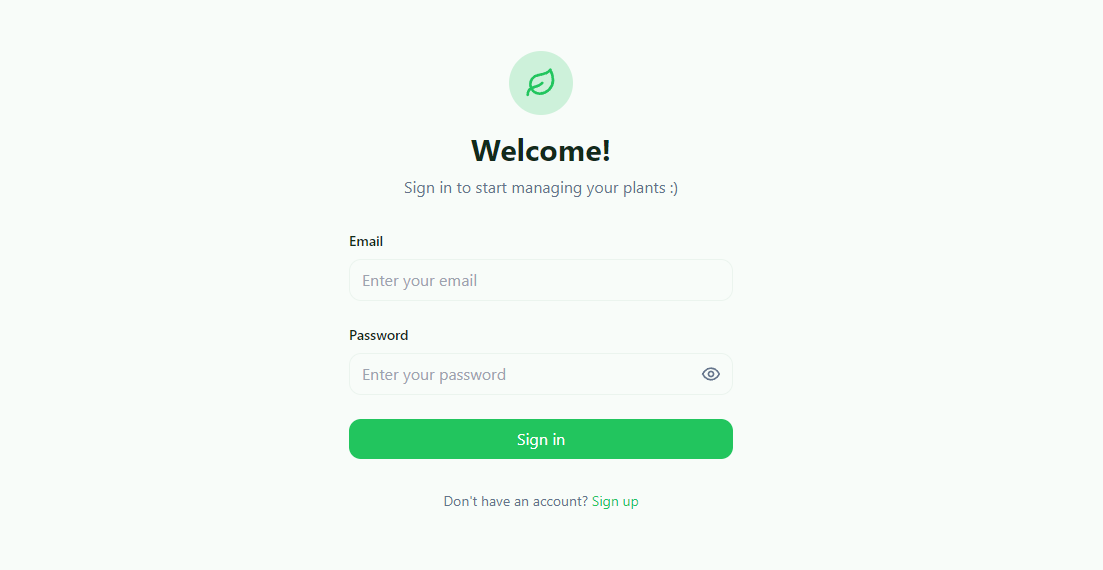 Welcome!
Sign in to start managing your plants :)
Email
Enter your email
Password
Enter your password
Sign in
Don't have an account? Sign up